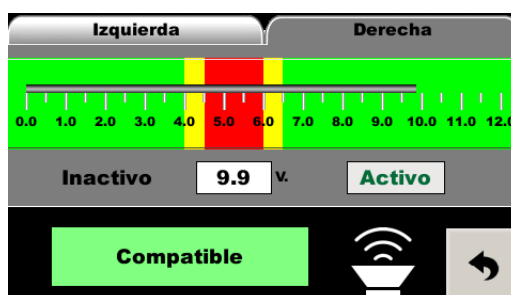 Izquierda Derecha
0.0 1.0 2.0 3.0 4.0 5.0 6.0 7.0 8.0 9.0 10.0 11.0 12.0
Inactivo 9.9 v. Activo
Compatible